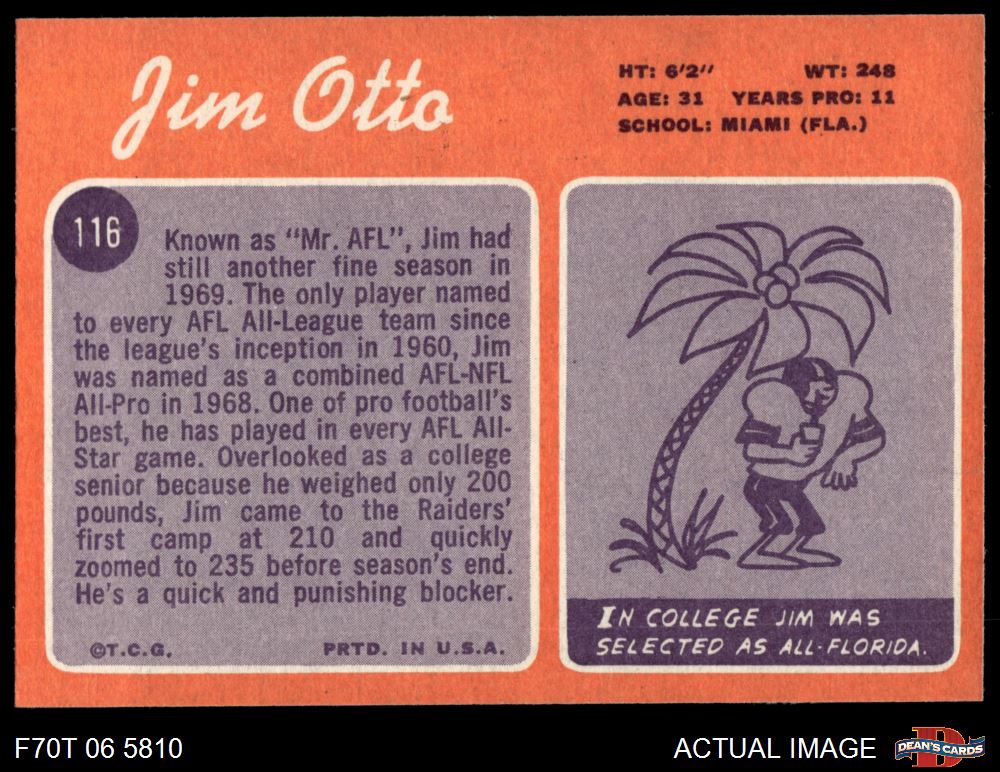 Jim Otto
HT: 6'2" WT: 248
AGE: 31 YEARS PRO: 11
SCHOOL: MIAMI (FLA.)
116
Known as "Mr. AFL", Jim had
still another fine season in
1969. The only player named
to every AFL All-League team since
the league's inception in 1960, Jim
was named as a combined AFL-NFL
All-Pro in 1968. One of pro football's
best, he has played in every AFL All-
Star game. Overlooked as a college
senior because he weighed only 200
pounds, Jim came to the Raiders'
first camp at 210 and quickly
zoomed to 235 before season's end.
He's a quick and punishing blocker.
©T.C.G. PRTD. IN U.S.A.
IN COLLEGE JIM WAS
SELECTED AS ALL-FLORIDA.
F70T 06 5810
ACTUAL IMAGE
D
DEAN'S CARDS